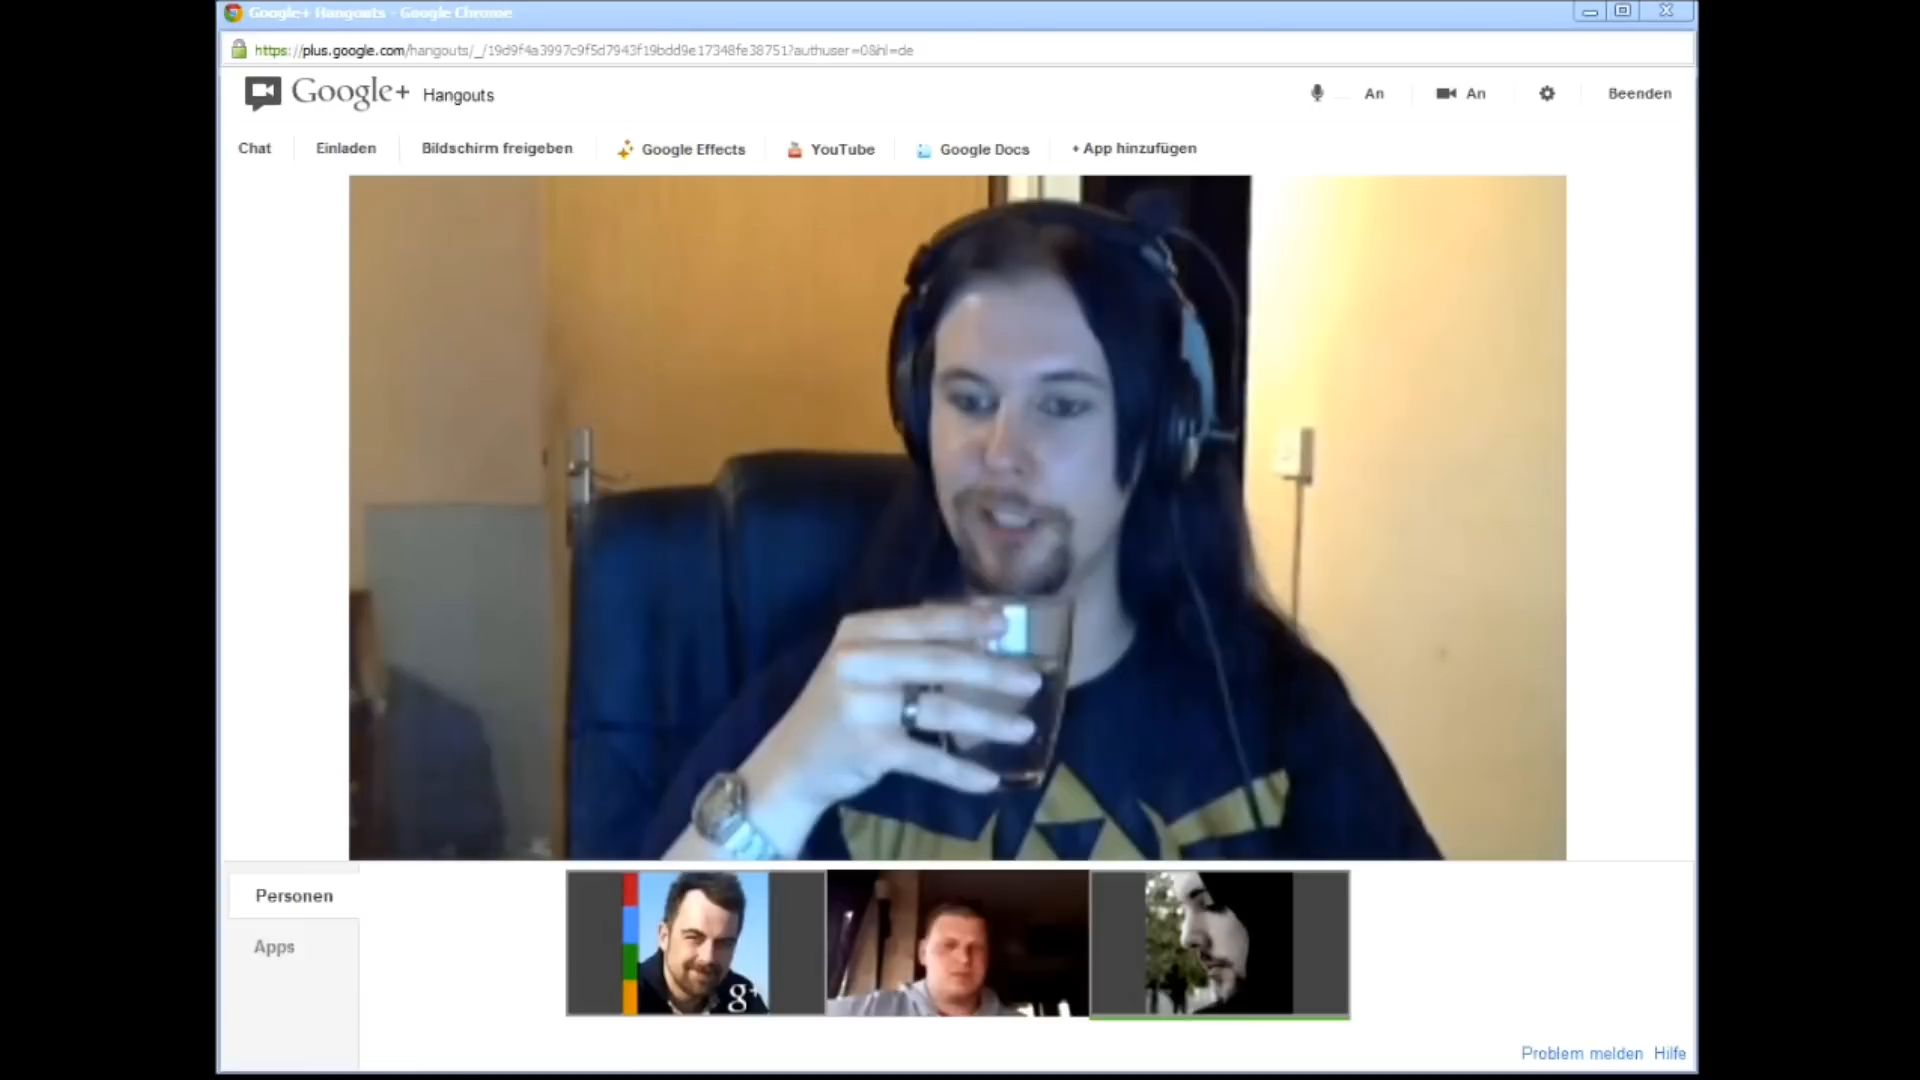 Google+ Hangouts - Google Chrome
https://plus.google.com/hangouts/_/19d9f4a3997c9f5d7943f19bdd9e17348fe38751?authuser=0&hl=de
Google+ Hangouts
An
An
Beenden
Chat
Einladen
Bildschirm freigeben
Google Effects
YouTube
Google Docs
+ App hinzufügen
Personen
Apps
g+
Problem melden
Hilfe